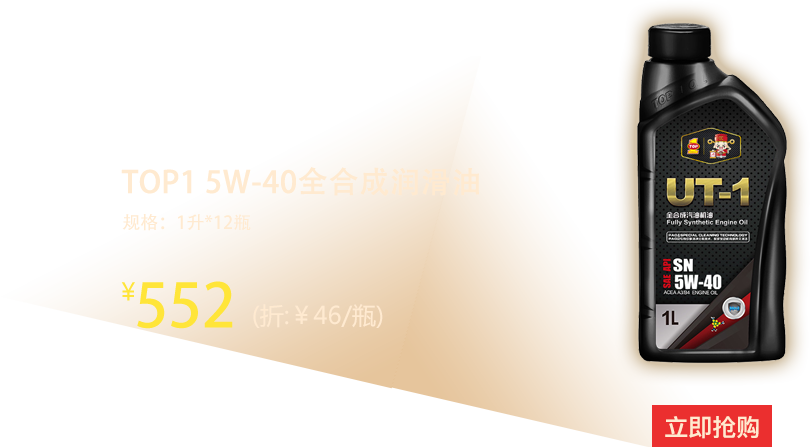 TOP1 5W-40全合成润滑油
规格：1升*12瓶
¥552 (折:￥46/瓶)
TOP
UT-1
全合成汽油机油
Fully Synthetic Engine Oil
SAE API
SN
5W-40
ACEA A3/B4 ENGINE OIL
1L
立即抢购